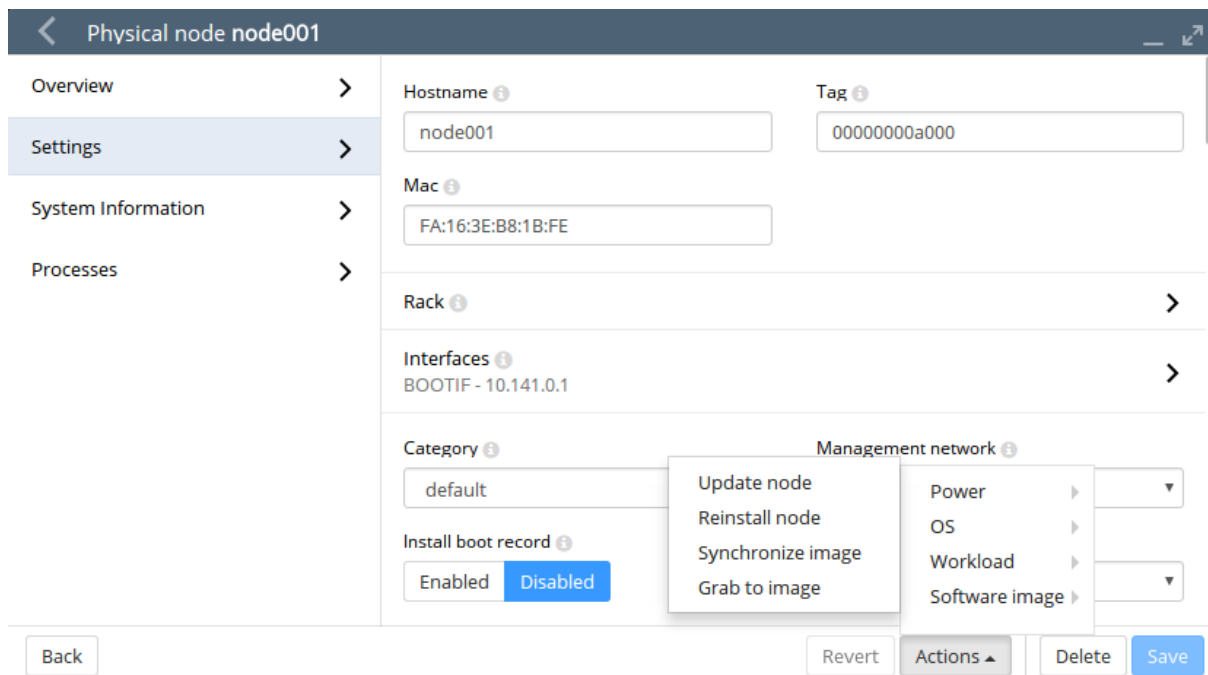 Physical node node001
Overview
Settings
System Information
Processes
Hostname
Tag
node001
00000000a000
Mac
FA:16:3E:B8:1B:FE
Rack
Interfaces
BOOTIF - 10.141.0.1
Category
Management network
default
Install boot record
Enabled
Disabled
Update node
Reinstall node
Synchronize image
Grab to image
Power
OS
Workload
Software image
Back
Revert
Actions
Delete
Save